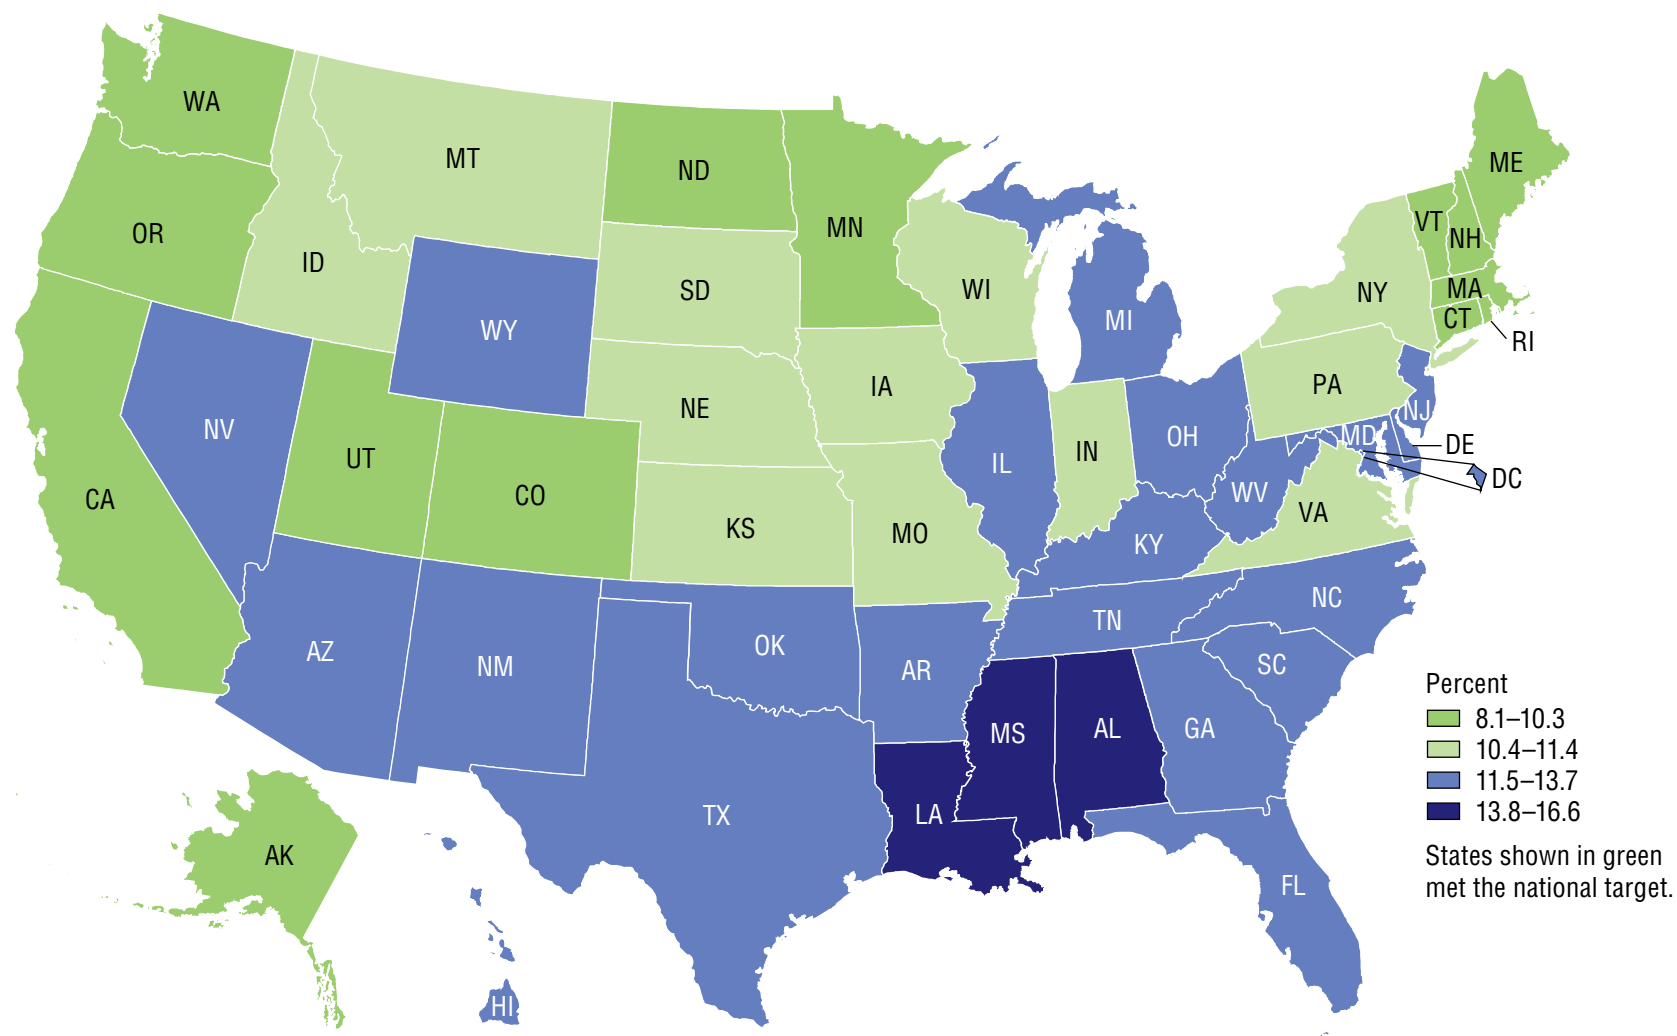 WA
MT
ND
ME
OR
MN
VT
NH
ID
SD
WI
NY
MA
CT
RI
WY
MI
IA
PA
NE
NJ
NV
UT
IN
OH
MD
DE
CO
IL
WV
DC
CA
KS
MO
KY
VA
AZ
NM
OK
AR
TN
NC
SC
MS
AL
GA
TX
LA
AK
FL
HI
Percent
8.1–10.3
10.4–11.4
11.5–13.7
13.8–16.6
States shown in green
met the national target.